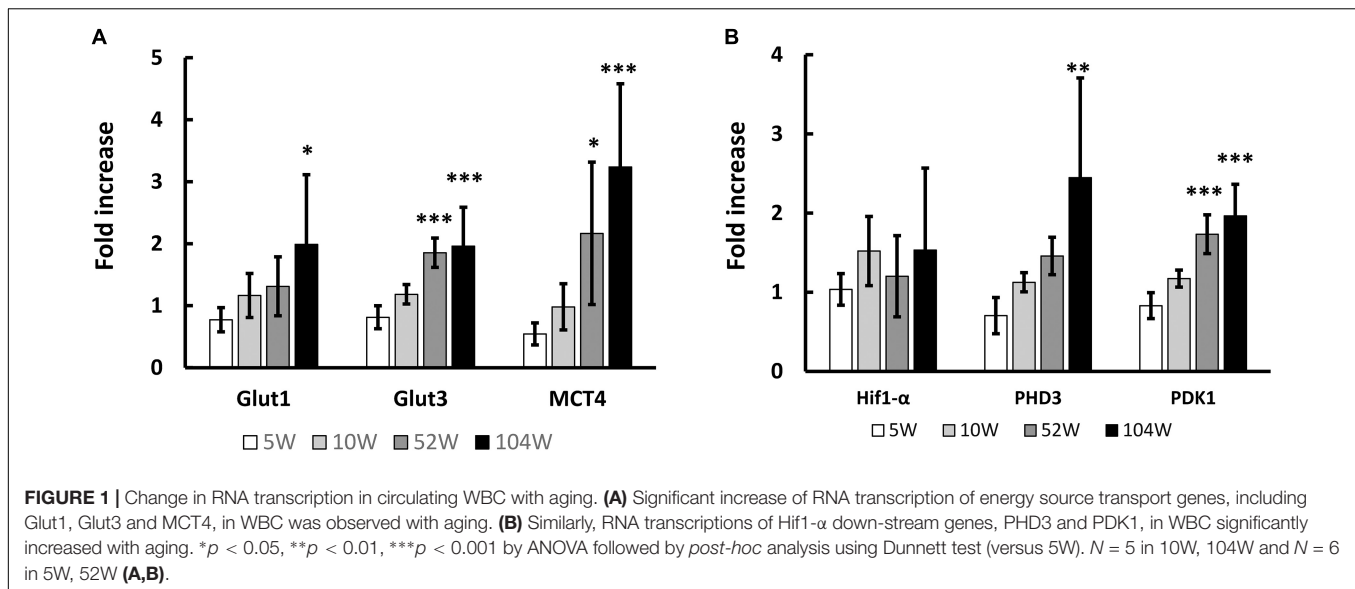 A
5
4
3
2
1
0
Fold increase
*
***
***
*
***
Glut1 Glut3 MCT4
5W 10W 52W 104W
B
4
3
2
1
0
Fold increase
**
***
***
Hif1-α PHD3 PDK1
5W 10W 52W 104W
FIGURE 1 | Change in RNA transcription in circulating WBC with aging. (A) Significant increase of RNA transcription of energy source transport genes, including
Glut1, Glut3 and MCT4, in WBC was observed with aging. (B) Similarly, RNA transcriptions of Hif1-α down-stream genes, PHD3 and PDK1, in WBC significantly
increased with aging. *p < 0.05, **p < 0.01, ***p < 0.001 by ANOVA followed by post-hoc analysis using Dunnett test (versus 5W). N = 5 in 10W, 104W and N = 6
in 5W, 52W (A,B).